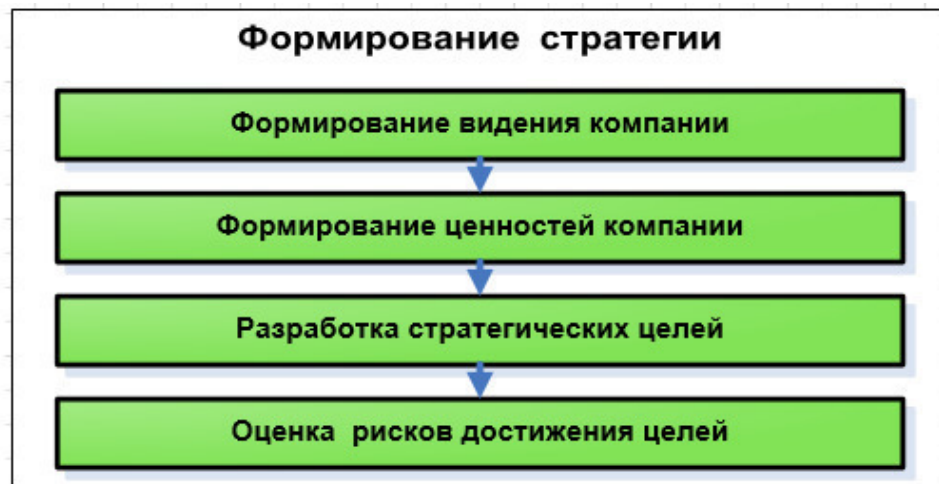 Формирование стратегии
Формирование видения компании
Формирование ценностей компании
Разработка стратегических целей
Оценка рисков достижения целей